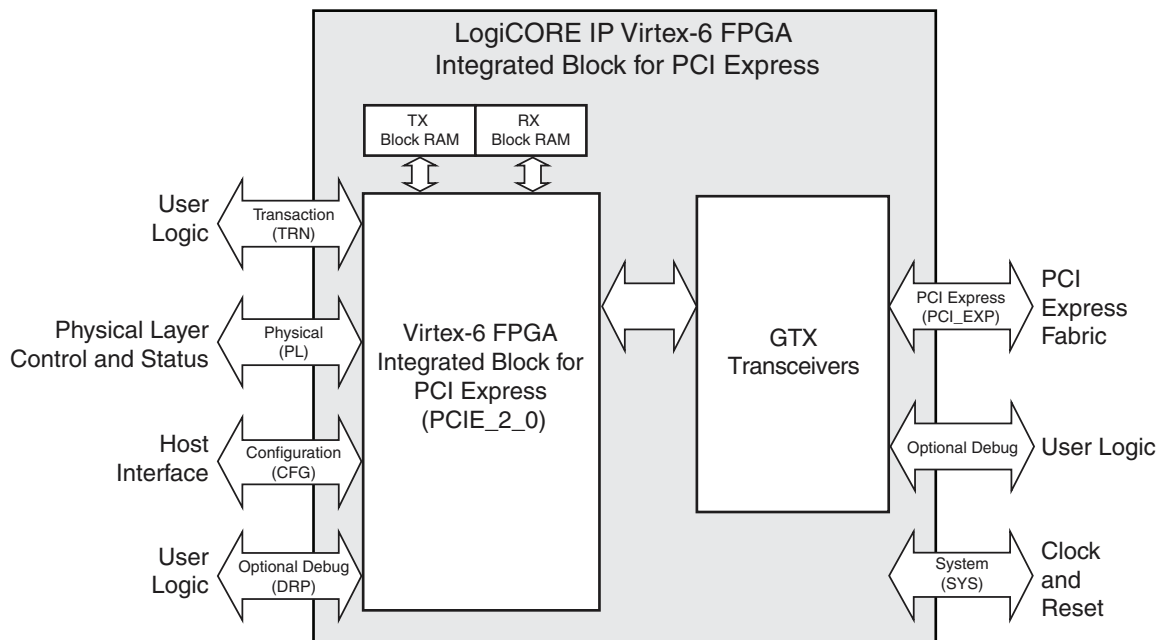 LogiCORE IP Virtex-6 FPGA
Integrated Block for PCI Express
TX
Block RAM
RX
Block RAM
User
Logic
Transaction
(TRN)
Physical Layer
Control and Status
Physical
(PL)
Host
Interface
Configuration
(CFG)
User
Logic
Optional Debug
(DRP)
Virtex-6 FPGA
Integrated Block for
PCI Express
(PCIE_2_0)
GTX
Transceivers
PCI Express
(PCI_EXP)
PCI
Express
Fabric
Optional Debug
User Logic
System
(SYS)
Clock
and
Reset